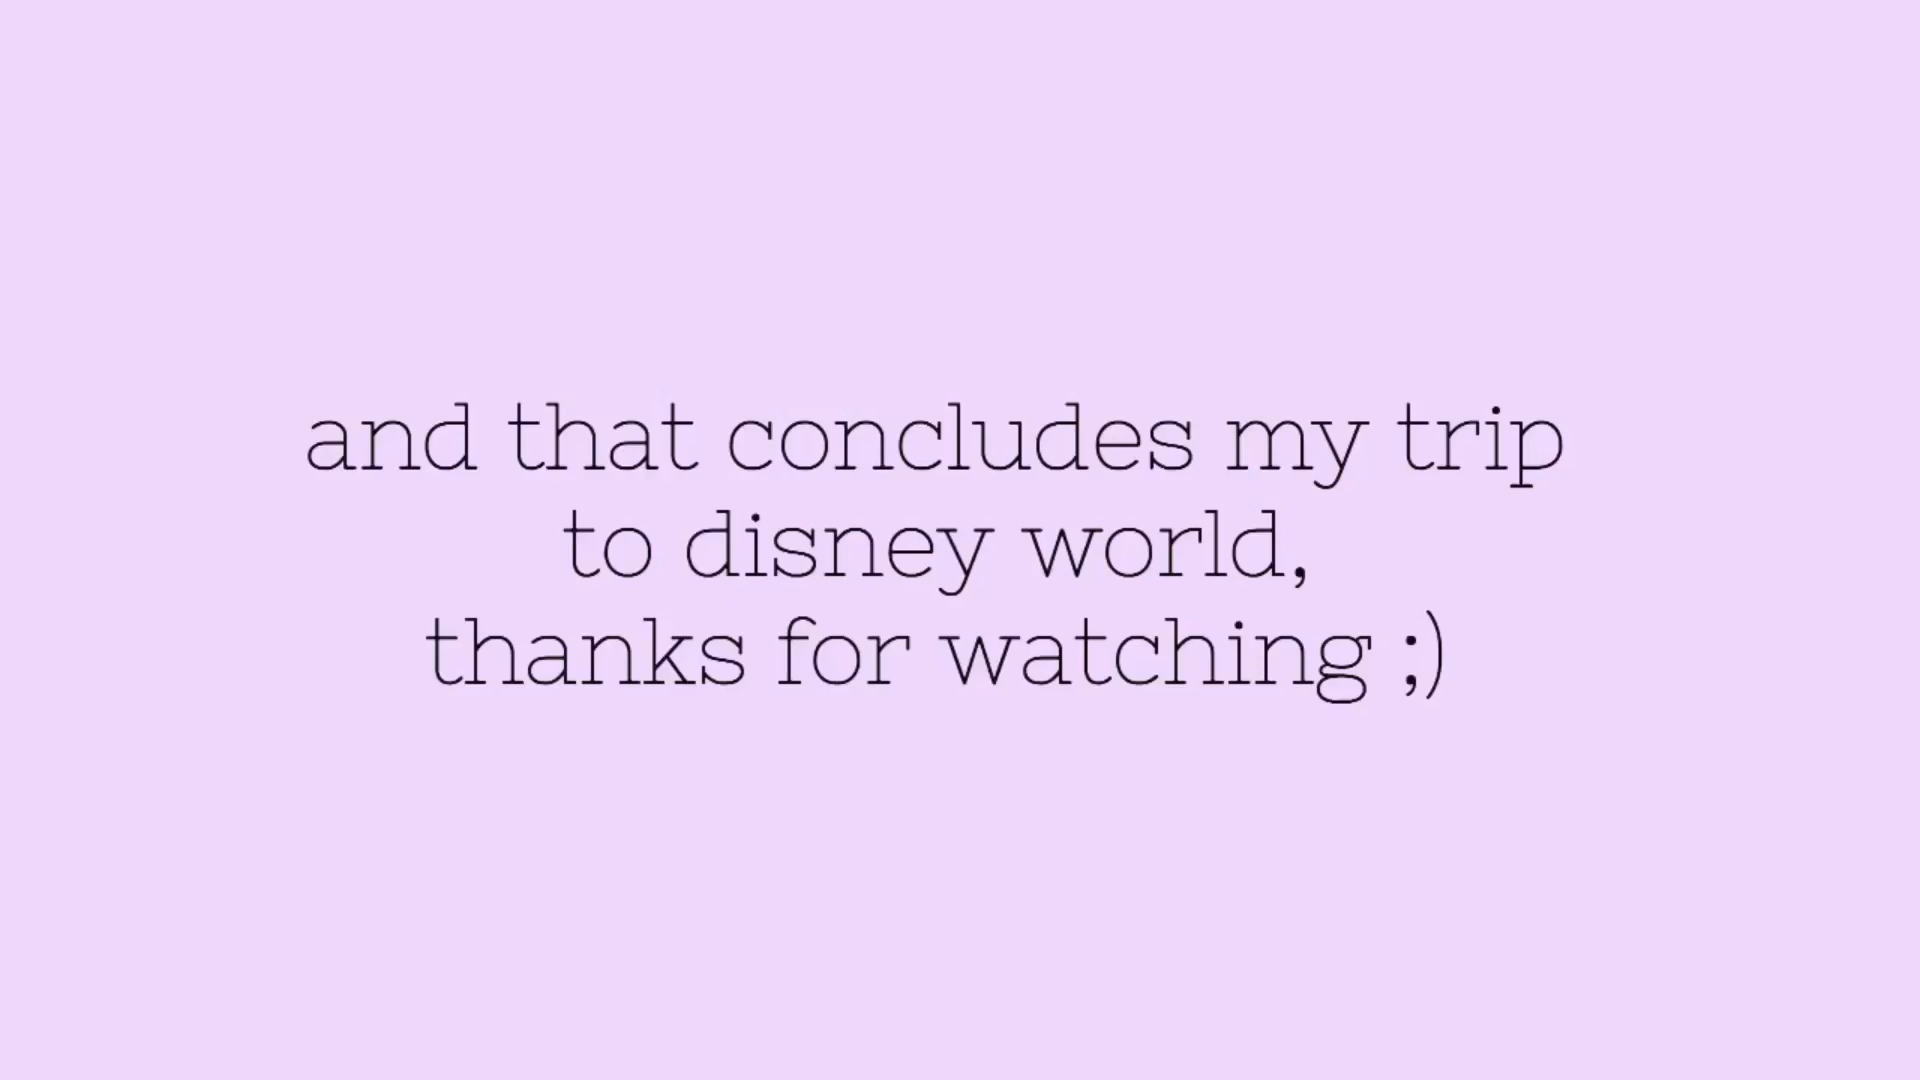 and that concludes my trip
to disney world,
thanks for watching ;)